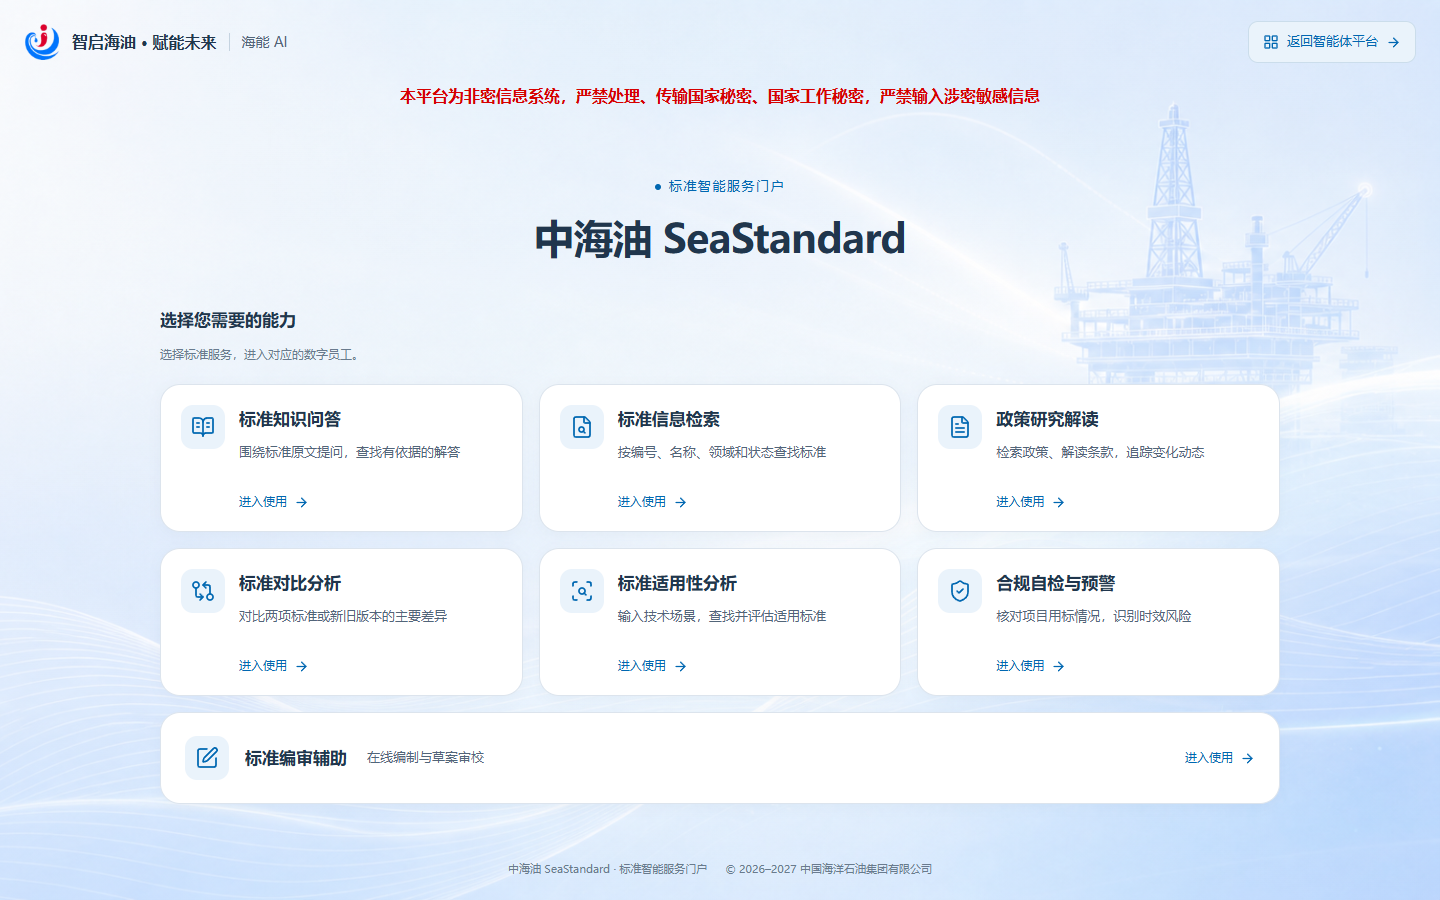 智启海油 • 赋能未来 海能 AI
返回智能体平台
本平台为非密信息系统，严禁处理、传输国家秘密、国家工作秘密，严禁输入涉密敏感信息
标准智能服务门户
中海油 SeaStandard
选择您需要的能力
选择标准服务，进入对应的数字员工。
标准知识问答
围绕标准原文提问，查找有依据的解答
进入使用
标准信息检索
按编号、名称、领域和状态查找标准
进入使用
政策研究解读
检索政策、解读条款，追踪变化动态
进入使用
标准对比分析
对比两项标准或新旧版本的主要差异
进入使用
标准适用性分析
输入技术场景，查找并评估适用标准
进入使用
合规自检与预警
核对项目用标情况，识别时效风险
进入使用
标准编审辅助 在线编制与草案审校
进入使用
中海油 SeaStandard · 标准智能服务门户 © 2026–2027 中国海洋石油集团有限公司